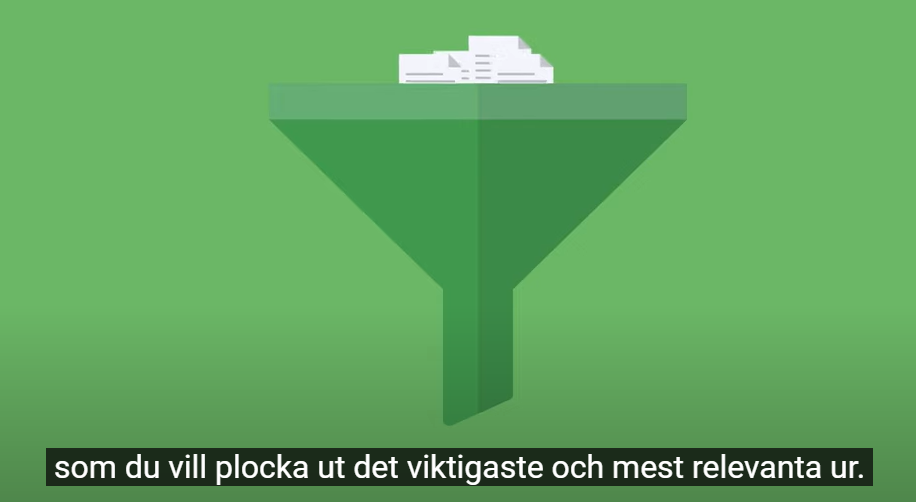 som du vill plocka ut det viktigaste och mest relevanta ur.